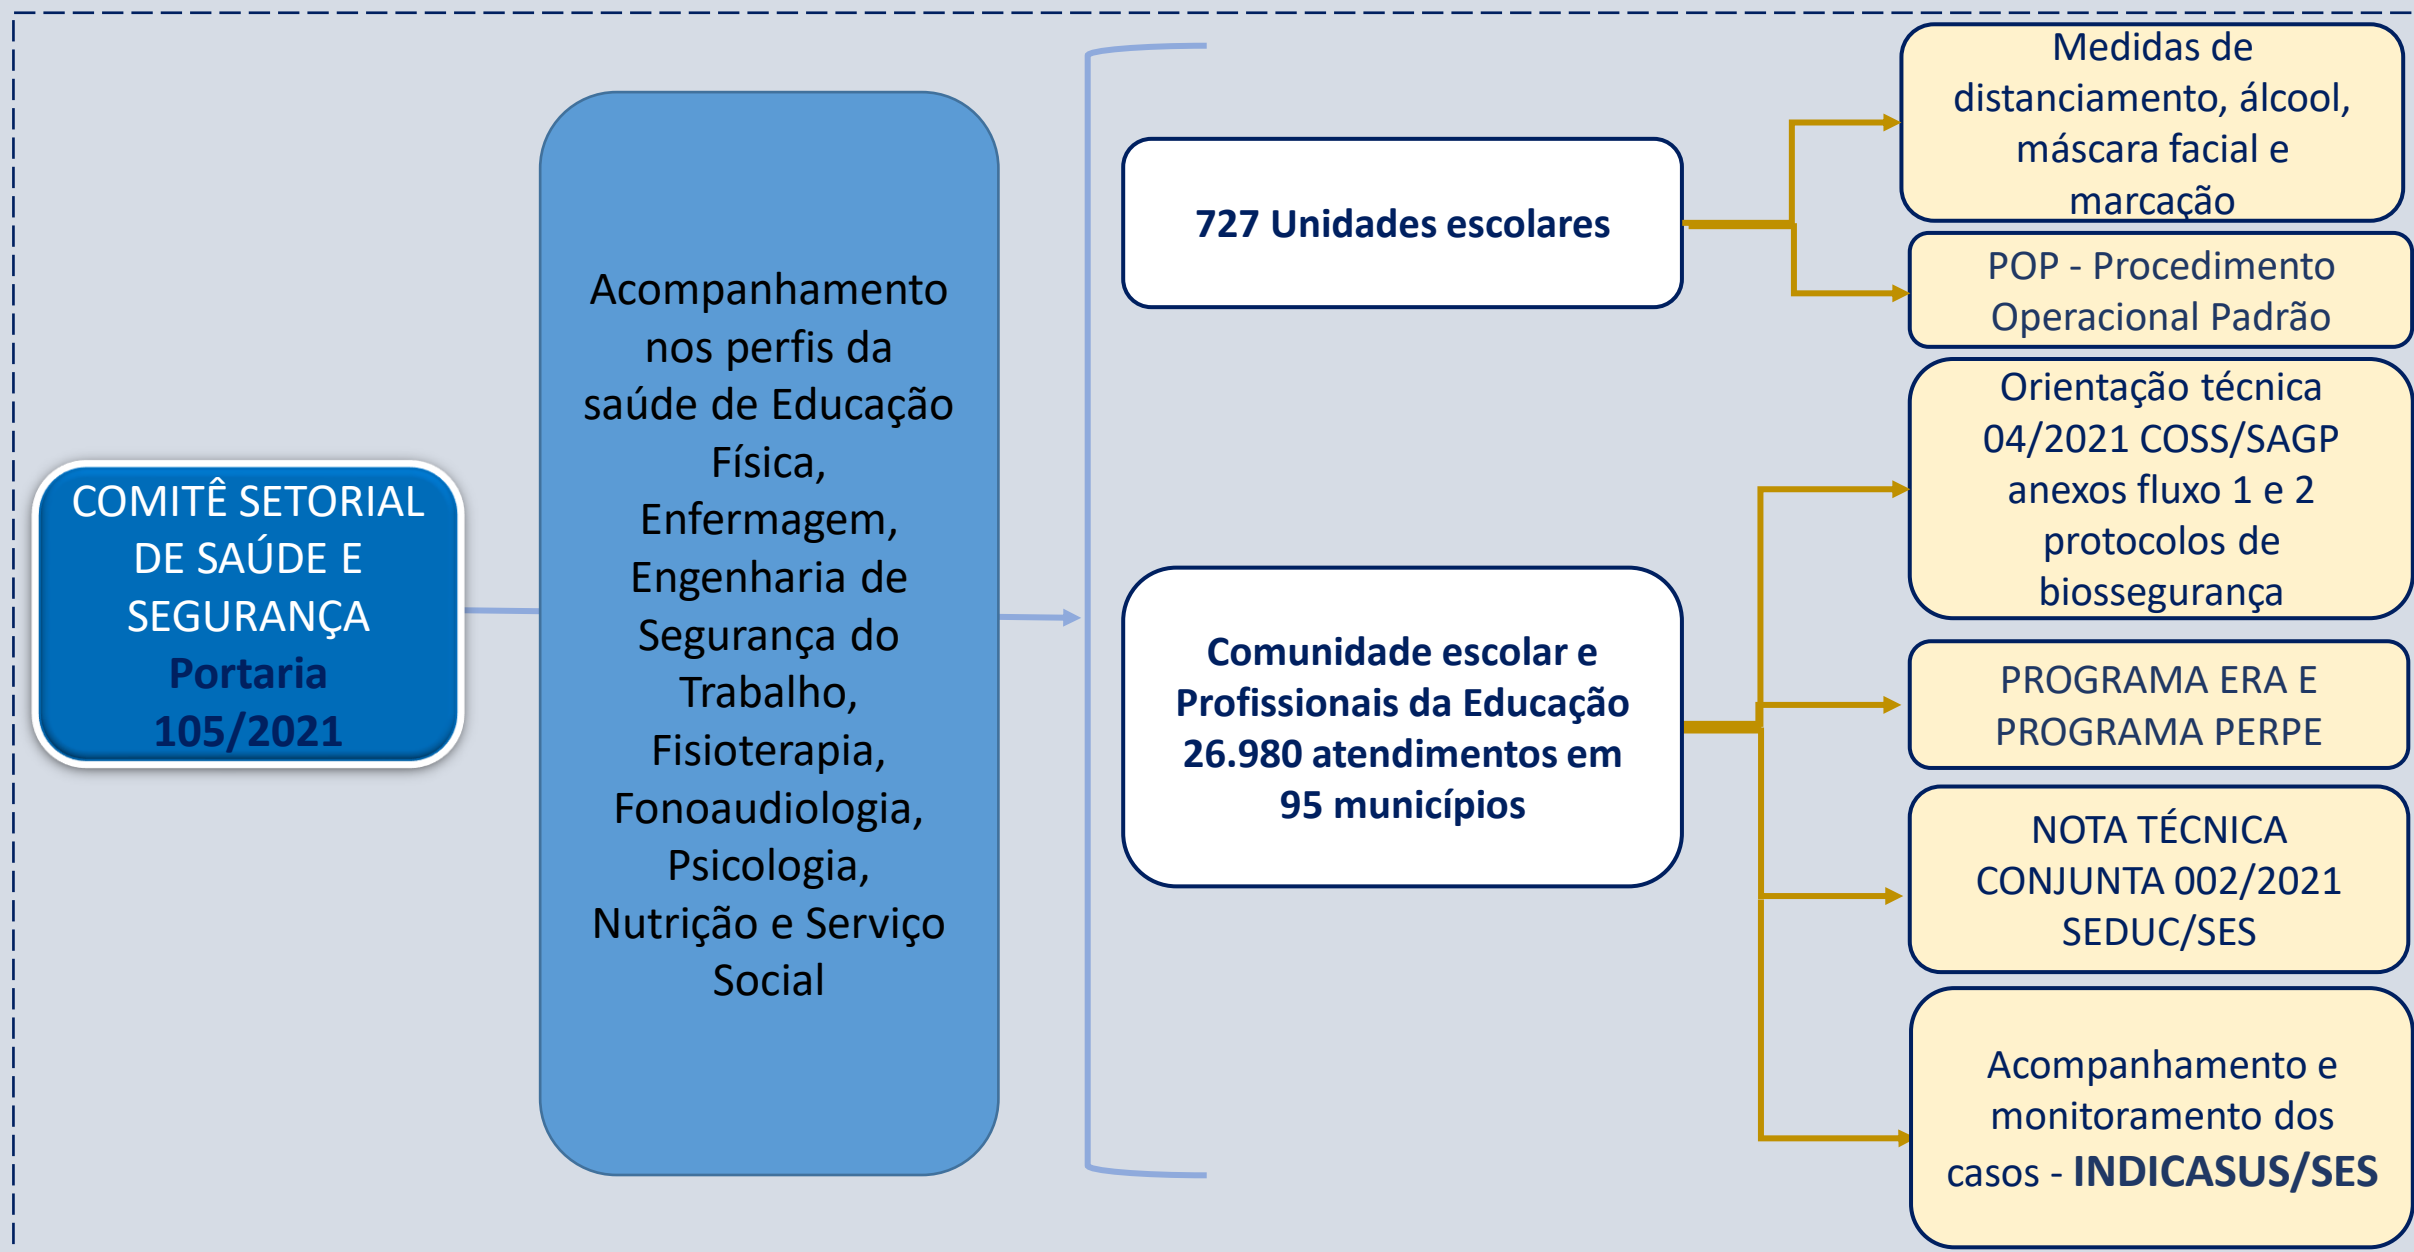 COMITÊ SETORIAL
DE SAÚDE E
SEGURANÇA
Portaria
105/2021
Acompanhamento
nos perfis da
saúde de Educação
Física,
Enfermagem,
Engenharia de
Segurança do
Trabalho,
Fisioterapia,
Fonoaudiologia,
Psicologia,
Nutrição e Serviço
Social
727 Unidades escolares
Comunidade escolar e
Profissionais da Educação
26.980 atendimentos em
95 municípios
Medidas de
distanciamento, álcool,
máscara facial e
marcação
POP - Procedimento
Operacional Padrão
Orientação técnica
04/2021 COSS/SAGP
anexos fluxo 1 e 2
protocolos de
biossegurança
PROGRAMA ERA E
PROGRAMA PERPE
NOTA TÉCNICA
CONJUNTA 002/2021
SEDUC/SES
Acompanhamento e
monitoramento dos
casos - INDICASUS/SES